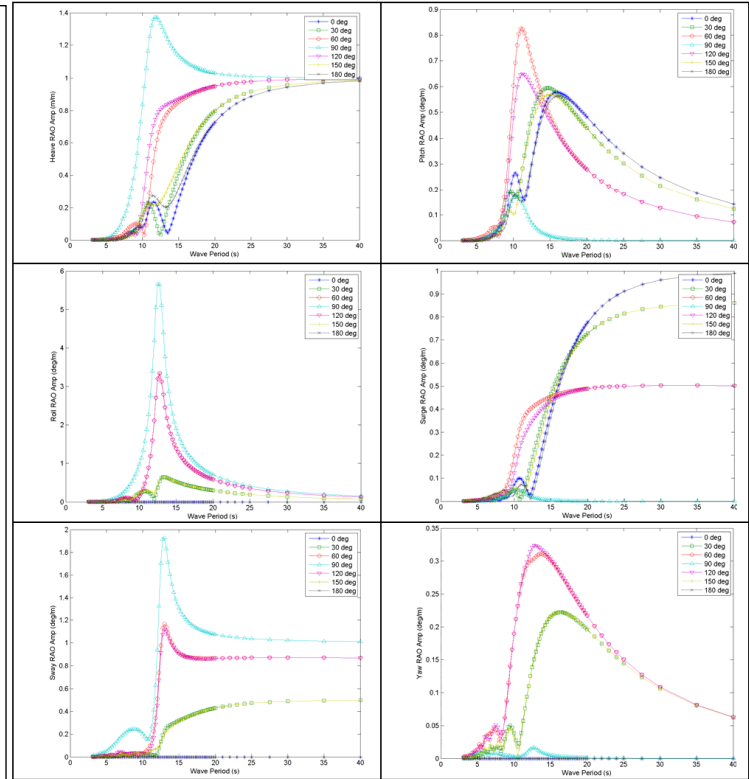 1.4
1.2
1
0.8
0.6
0.4
0.2
0
Heave RAO Amp (m/m)
0 5 10 15 20 25 30 35 40
Wave Period (s)
0 deg
30 deg
60 deg
90 deg
120 deg
150 deg
180 deg
0.9
0.8
0.7
0.6
0.5
0.4
0.3
0.2
0.1
0
Pitch RAO Amp (deg/m)
0 5 10 15 20 25 30 35 40
Wave Period (s)
0 deg
30 deg
60 deg
90 deg
120 deg
150 deg
180 deg
6
5
4
3
2
1
0
Roll RAO Amp (deg/m)
0 5 10 15 20 25 30 35 40
Wave Period (s)
0 deg
30 deg
60 deg
90 deg
120 deg
150 deg
180 deg
1
0.9
0.8
0.7
0.6
0.5
0.4
0.3
0.2
0.1
0
Surge RAO Amp (deg/m)
0 5 10 15 20 25 30 35 40
Wave Period (s)
0 deg
30 deg
60 deg
90 deg
120 deg
150 deg
180 deg
2
1.8
1.6
1.4
1.2
1
0.8
0.6
0.4
0.2
0
Sway RAO Amp (deg/m)
0 5 10 15 20 25 30 35 40
Wave Period (s)
0 deg
30 deg
60 deg
90 deg
120 deg
150 deg
180 deg
0.35
0.3
0.25
0.2
0.15
0.1
0.05
0
Yaw RAO Amp (deg/m)
0 5 10 15 20 25 30 35 40
Wave Period (s)
0 deg
30 deg
60 deg
90 deg
120 deg
150 deg
180 deg